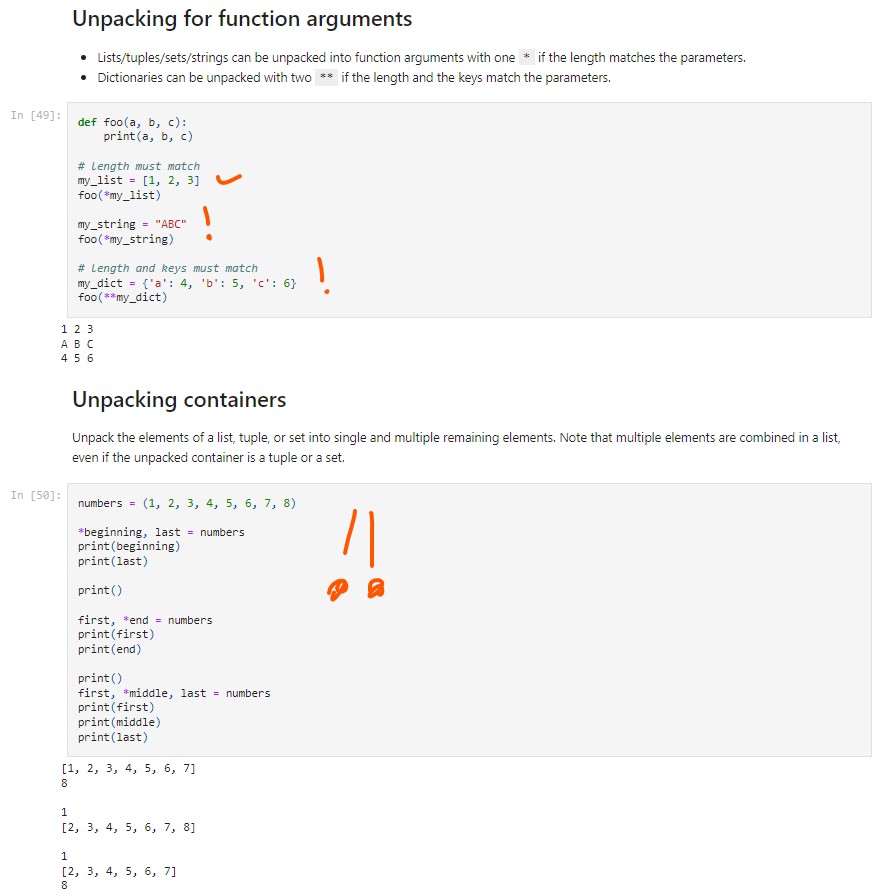 Unpacking for function arguments
Lists/tuples/sets/strings can be unpacked into function arguments with one * if the length matches the parameters.
Dictionaries can be unpacked with two ** if the length and the keys match the parameters.
In [49]:
def foo(a, b, c):
    print(a, b, c)
# length must match
my_list = [1, 2, 3]
foo(*my_list)
my_string = "ABC"
foo(*my_string)
# length and keys must match
my_dict = {'a': 4, 'b': 5, 'c': 6}
foo(**my_dict)
1 2 3
A B C
4 5 6
Unpacking containers
Unpack the elements of a list, tuple, or set into single and multiple remaining elements. Note that multiple elements are combined in a list,
even if the unpacked container is a tuple or a set.
In [50]:
numbers = (1, 2, 3, 4, 5, 6, 7, 8)
*beginning, last = numbers
print(beginning)
print(last)
print()
first, *end = numbers
print(first)
print(end)
print()
first, *middle, last = numbers
print(first)
print(middle)
print(last)
[1, 2, 3, 4, 5, 6, 7]
8
1
[2, 3, 4, 5, 6, 7, 8]
1
[2, 3, 4, 5, 6, 7]
8